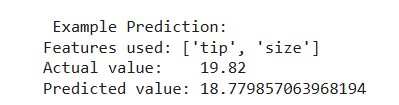 Example Prediction:
Features used: ['tip', 'size']
Actual value:    19.82
Predicted value: 18.779857063968194